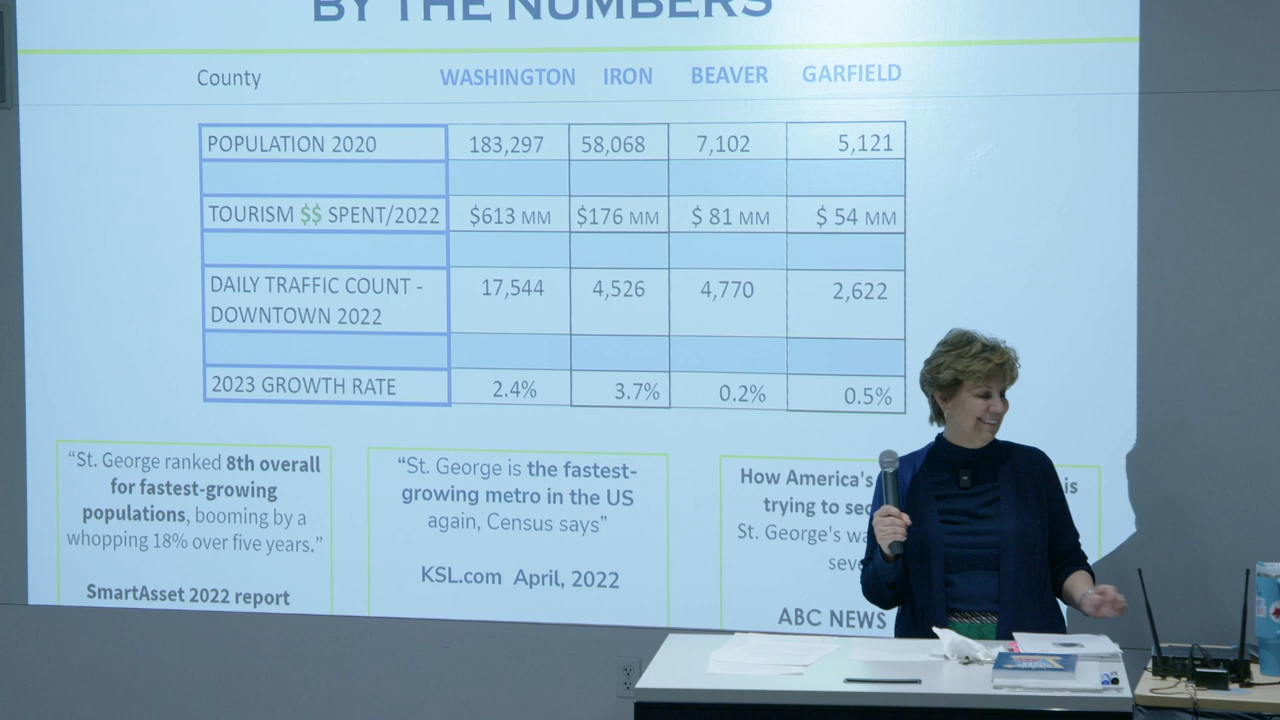 BY THE NUMBERS
County WASHINGTON IRON BEAVER GARFIELD
POPULATION 2020 183,297 58,068 7,102 5,121
TOURISM $$ SPENT/2022 $613 MM $176 MM $ 81 MM $ 54 MM
DAILY TRAFFIC COUNT - 17,544 4,526 4,770 2,622
DOWNTOWN 2022
2023 GROWTH RATE 2.4% 3.7% 0.2% 0.5%
“St. George ranked 8th overall
for fastest-growing
populations, booming by a
whopping 18% over five years.”
SmartAsset 2022 report
“St. George is the fastest-
growing metro in the US
again, Census says”
KSL.com April, 2022
How America's is
trying to
St. George's
ABC NEWS